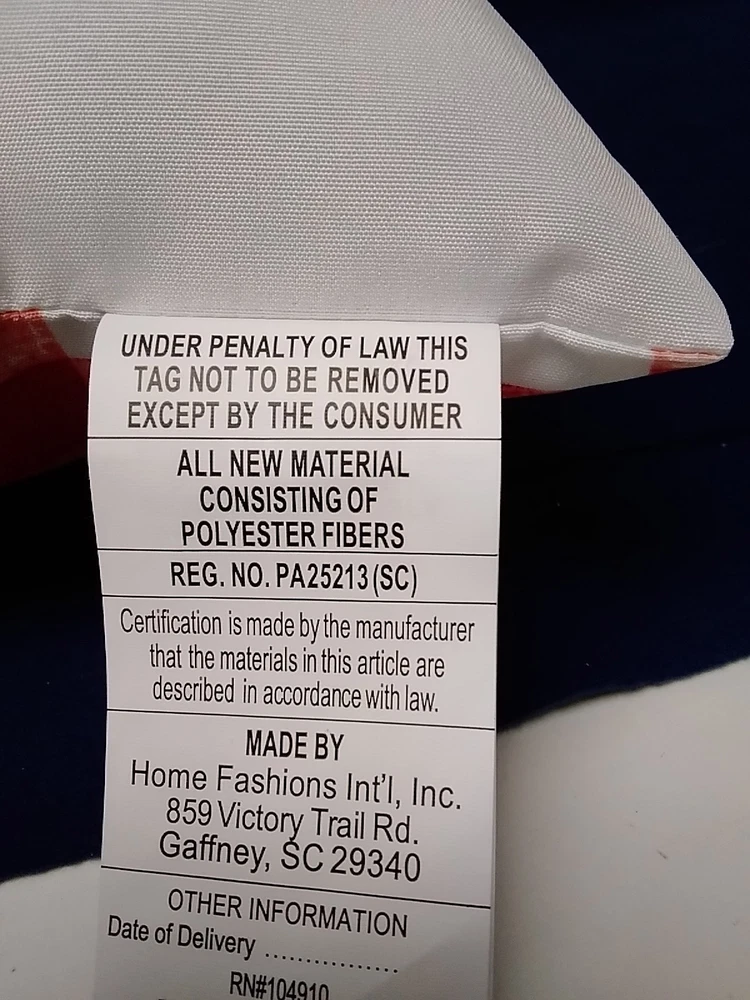 UNDER PENALTY OF LAW THIS
TAG NOT TO BE REMOVED
EXCEPT BY THE CONSUMER
ALL NEW MATERIAL
CONSISTING OF
POLYESTER FIBERS
REG. NO. PA25213 (SC)
Certification is made by the manufacturer
that the materials in this article are
described in accordance with law.
MADE BY
Home Fashions Int'l, Inc.
859 Victory Trail Rd.
Gaffney, SC 29340
OTHER INFORMATION
Date of Delivery ................
RN#104910